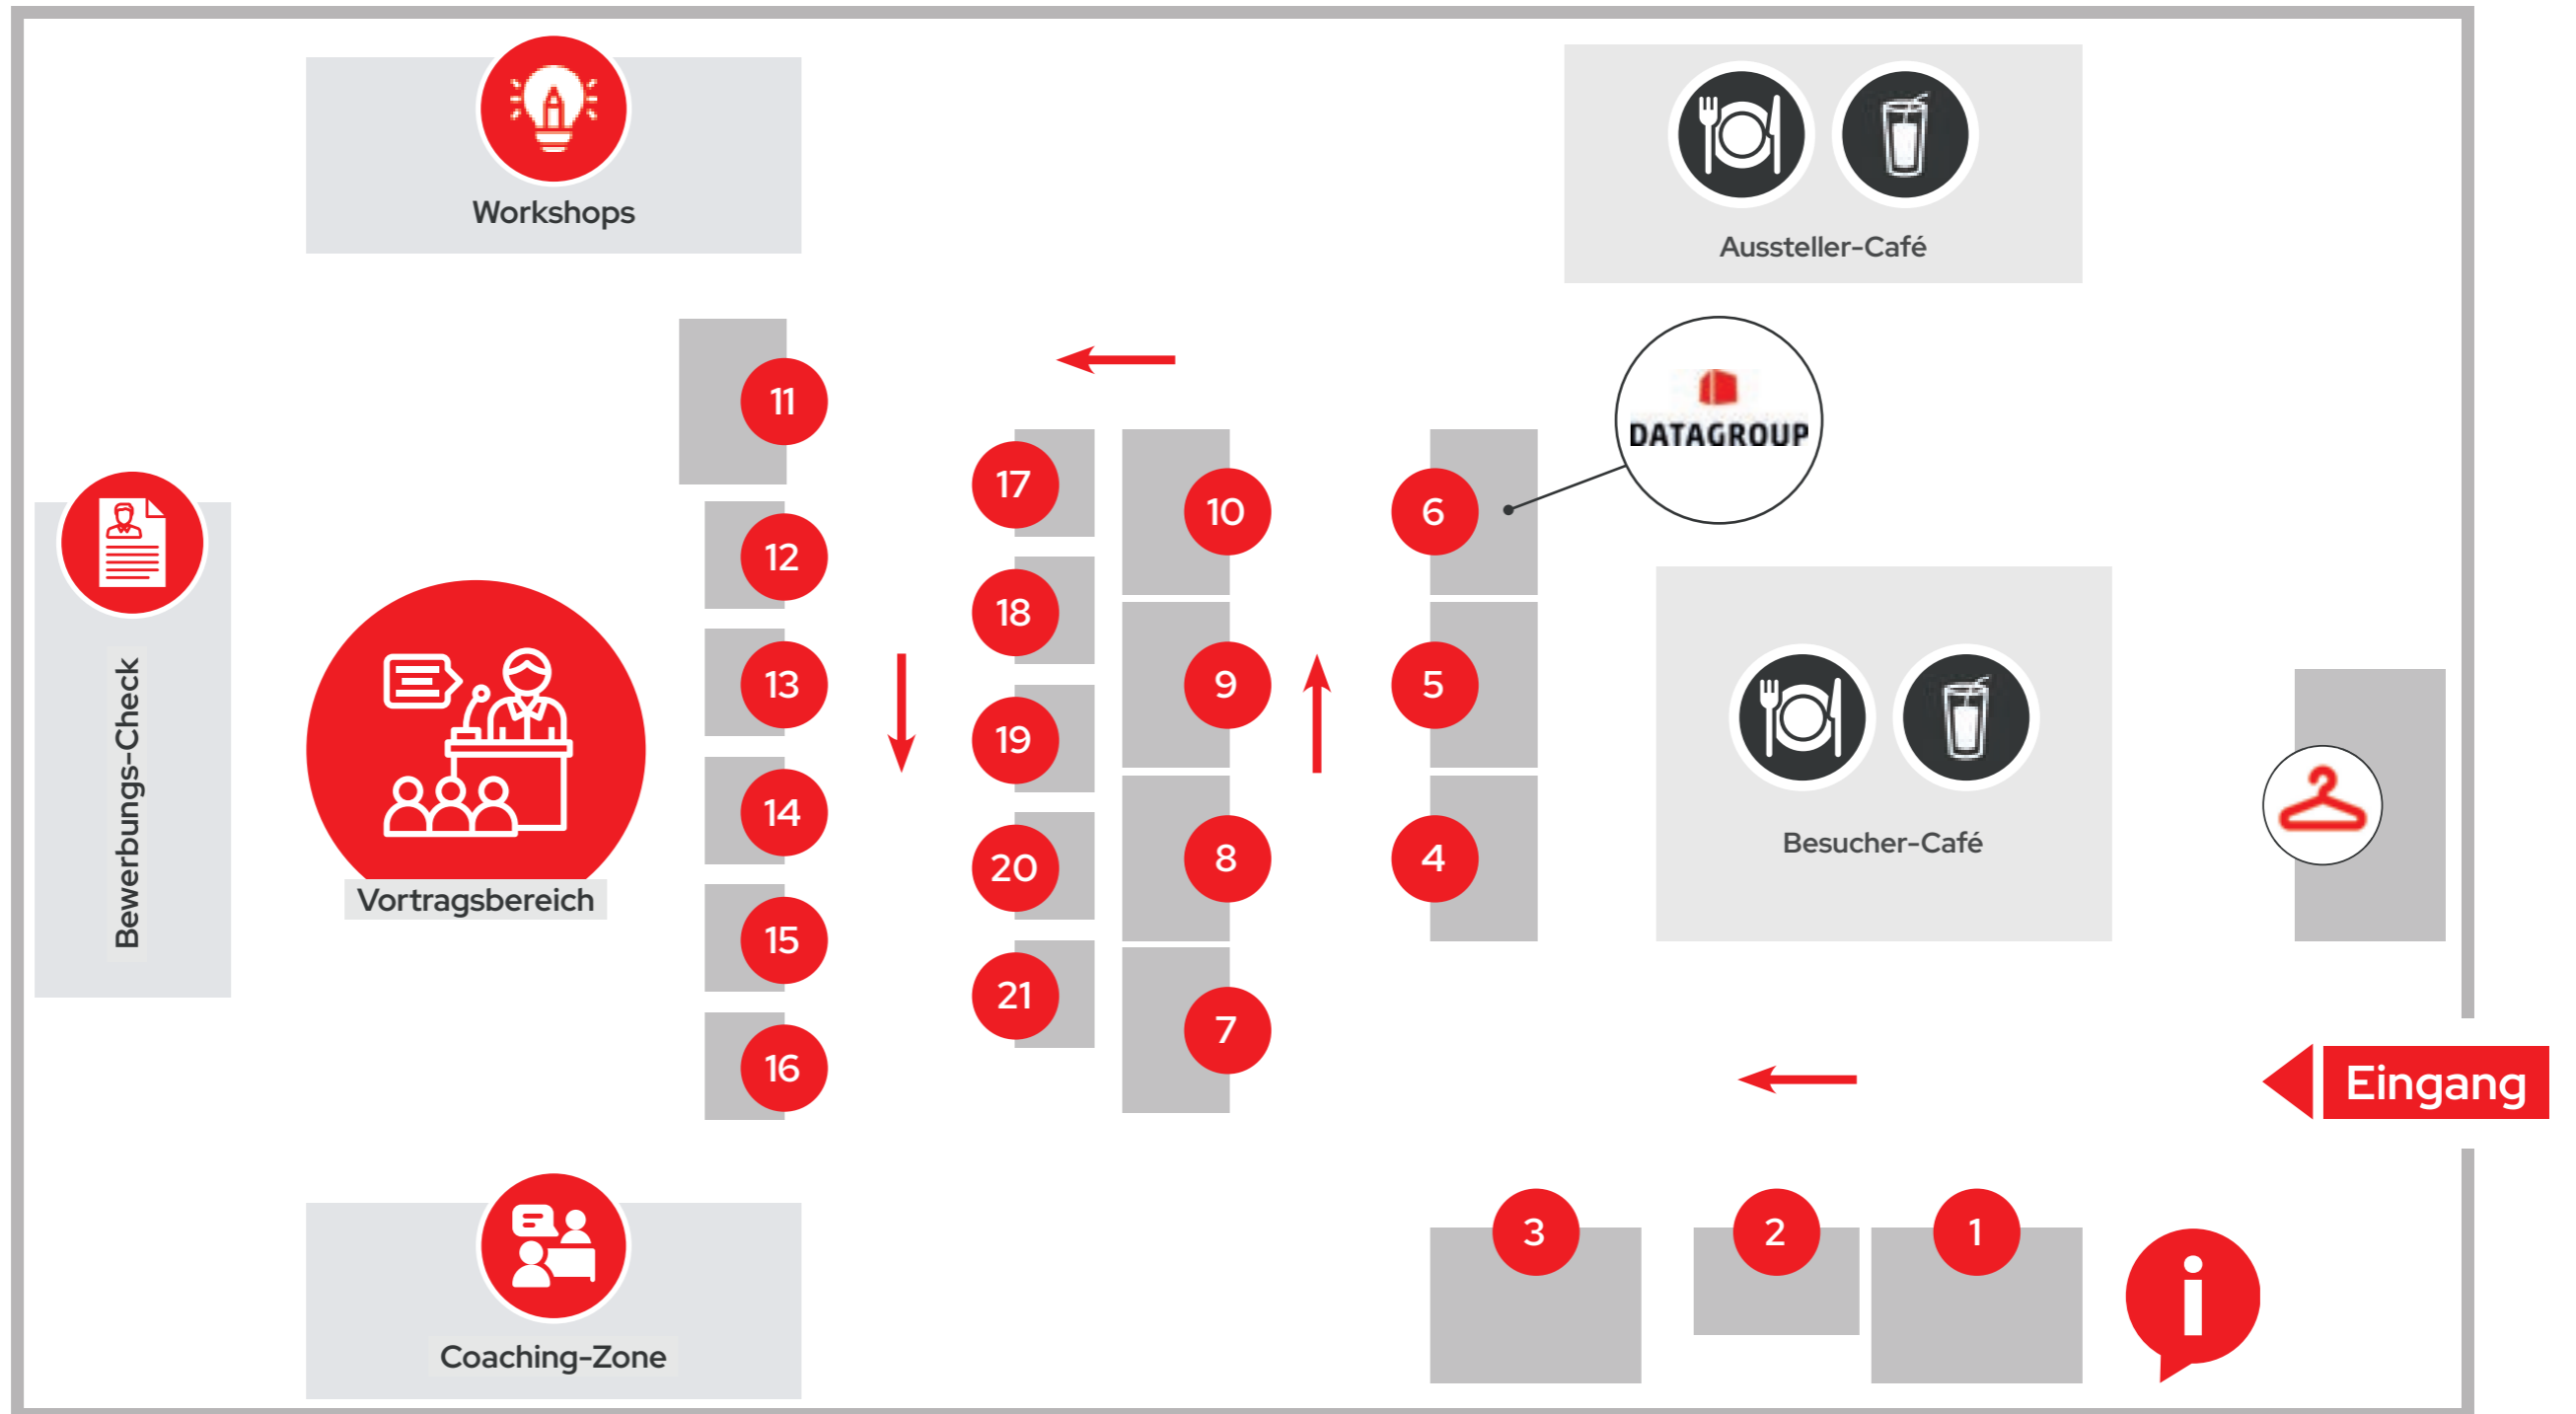 Workshops
Aussteller-Café
DATAGROUP
11
17
10
6
12
18
13
9
5
19
14
8
4
Besucher-Café
20
Bewerbungs-Check
Vortragsbereich
15
21
7
16
Eingang
3
2
1
i
Coaching-Zone